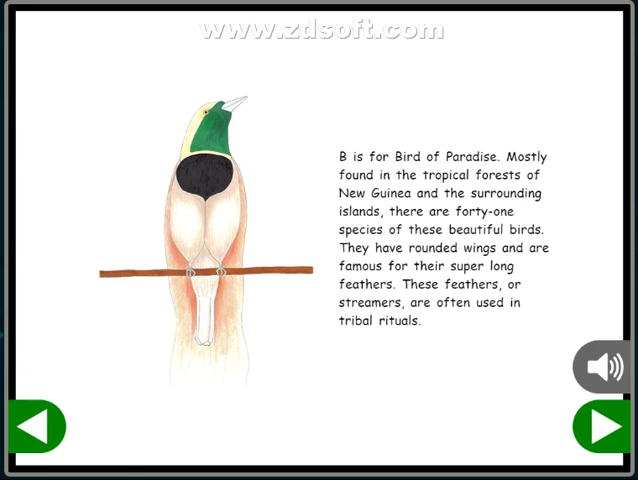 www.zdsoft.com
B is for Bird of Paradise. Mostly
found in the tropical forests of
New Guinea and the surrounding
islands, there are forty-one
species of these beautiful birds.
They have rounded wings and are
famous for their super long
feathers. These feathers, or
streamers, are often used in
tribal rituals.